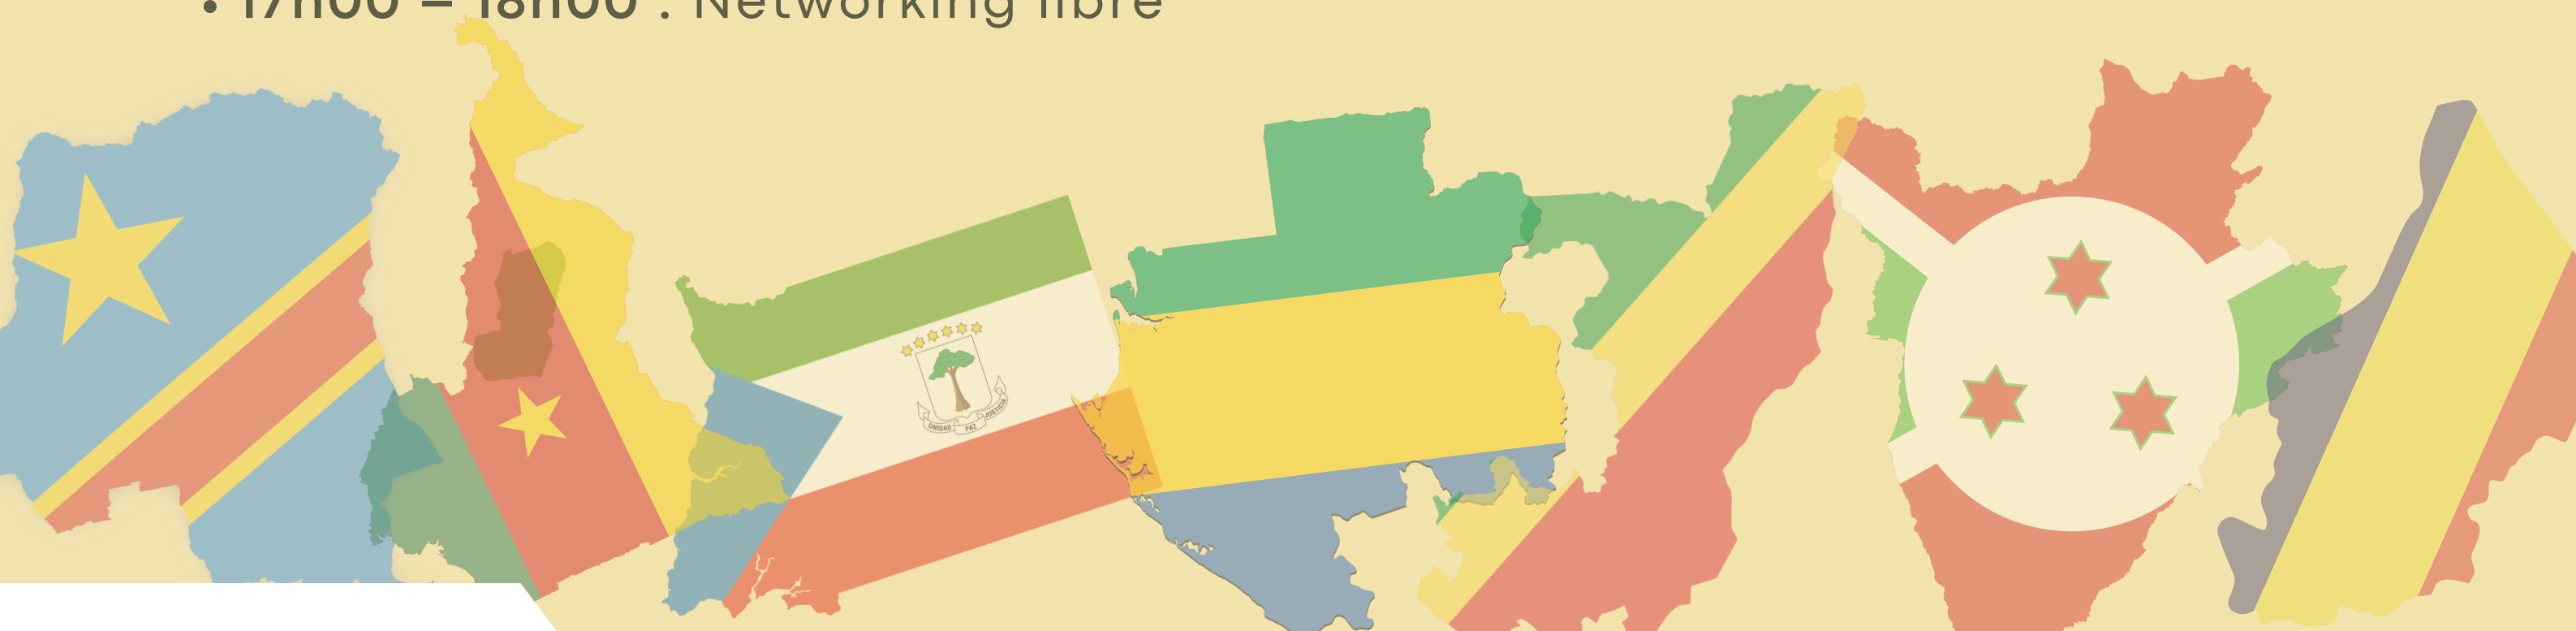 • 17h00 – 18h00 : Networking libre
UNIDAD PAZ JUSTICIA